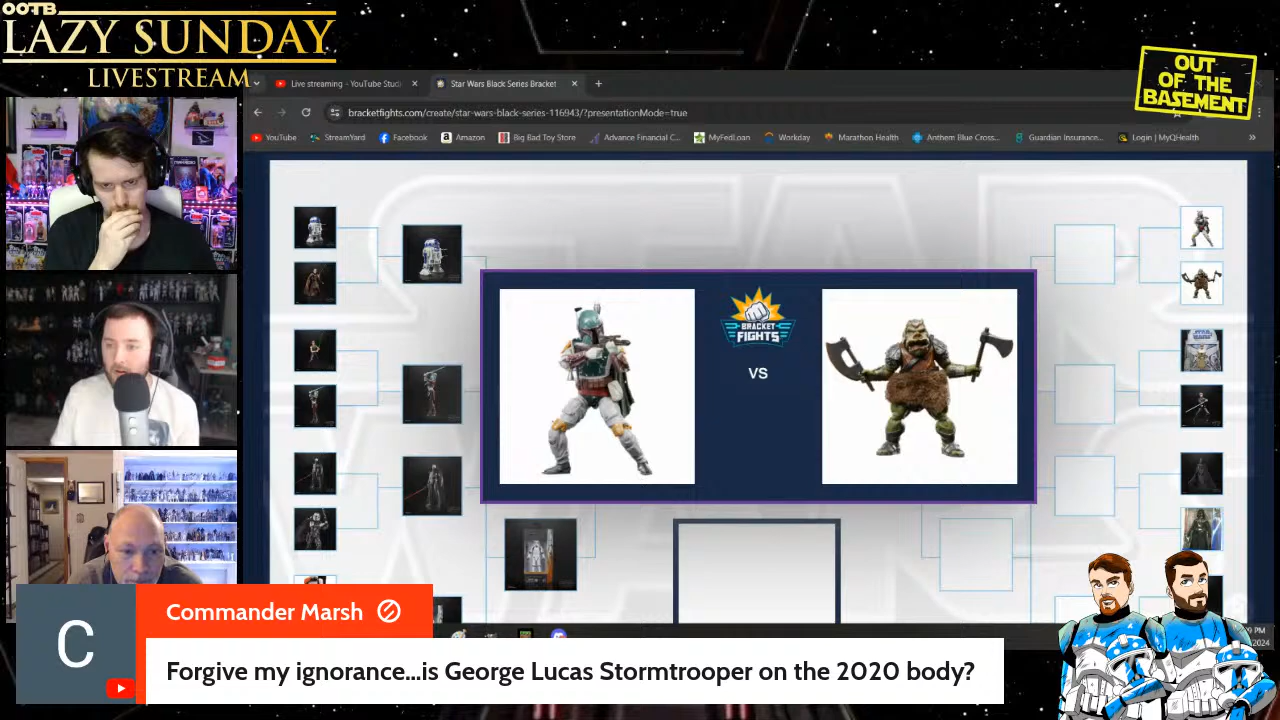 OOTB
LAZY SUNDAY
LIVESTREAM
Live streaming - YouTube Studi
Star Wars Black Series Bracket
bracketfights.com/create/star-wars-black-series-116943/?presentationMode=true
YouTube
StreamYard
Facebook
Amazon
Big Bad Toy Store
Advance Financial C...
MyFedLoan
Workday
Marathon Health
Anthem Blue Cross...
Guardian Insurance...
Login | MyQHealth
OUT
OF THE
BASEMENT
BRACKET
FIGHTS
VS
C
Commander Marsh
Forgive my ignorance...is George Lucas Stormtrooper on the 2020 body?